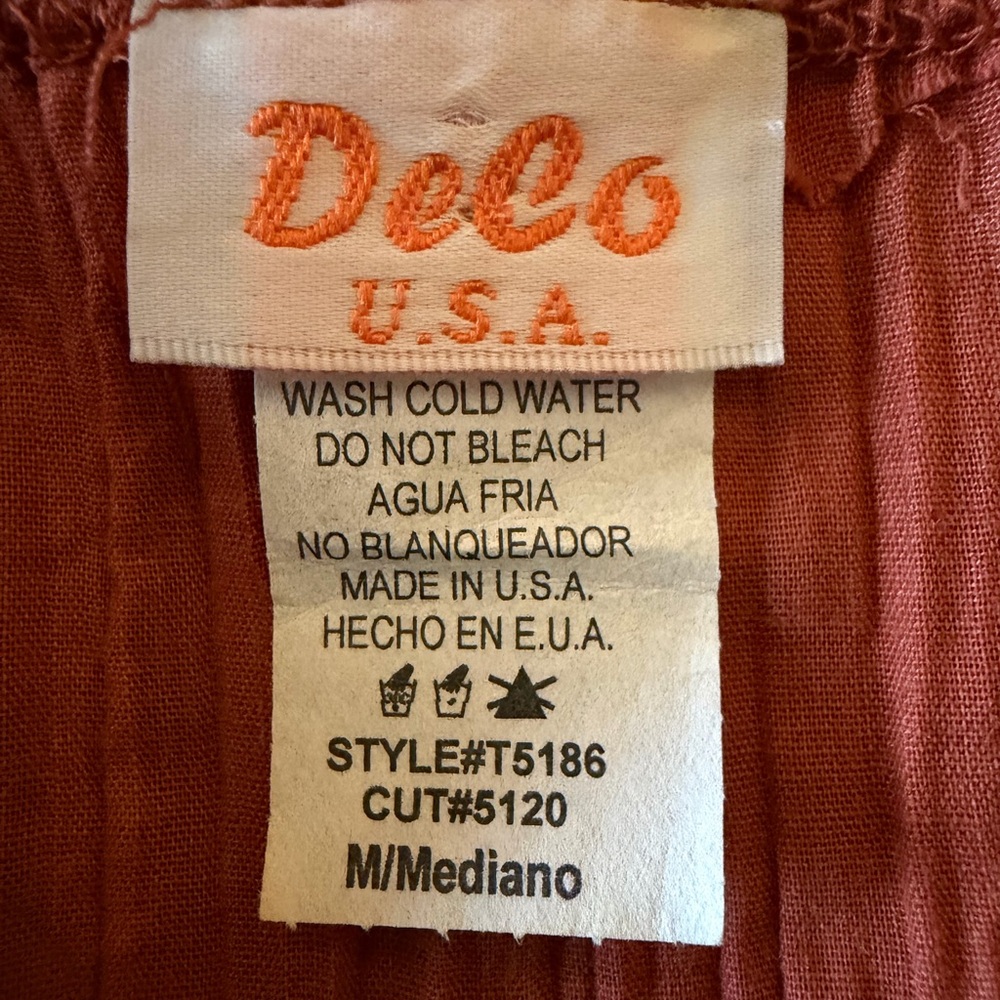 DeCo
U.S.A.
WASH COLD WATER
DO NOT BLEACH
AGUA FRIA
NO BLANQUEADOR
MADE IN U.S.A.
HECHO EN E.U.A.
STYLE#T5186
CUT#5120
M/Mediano